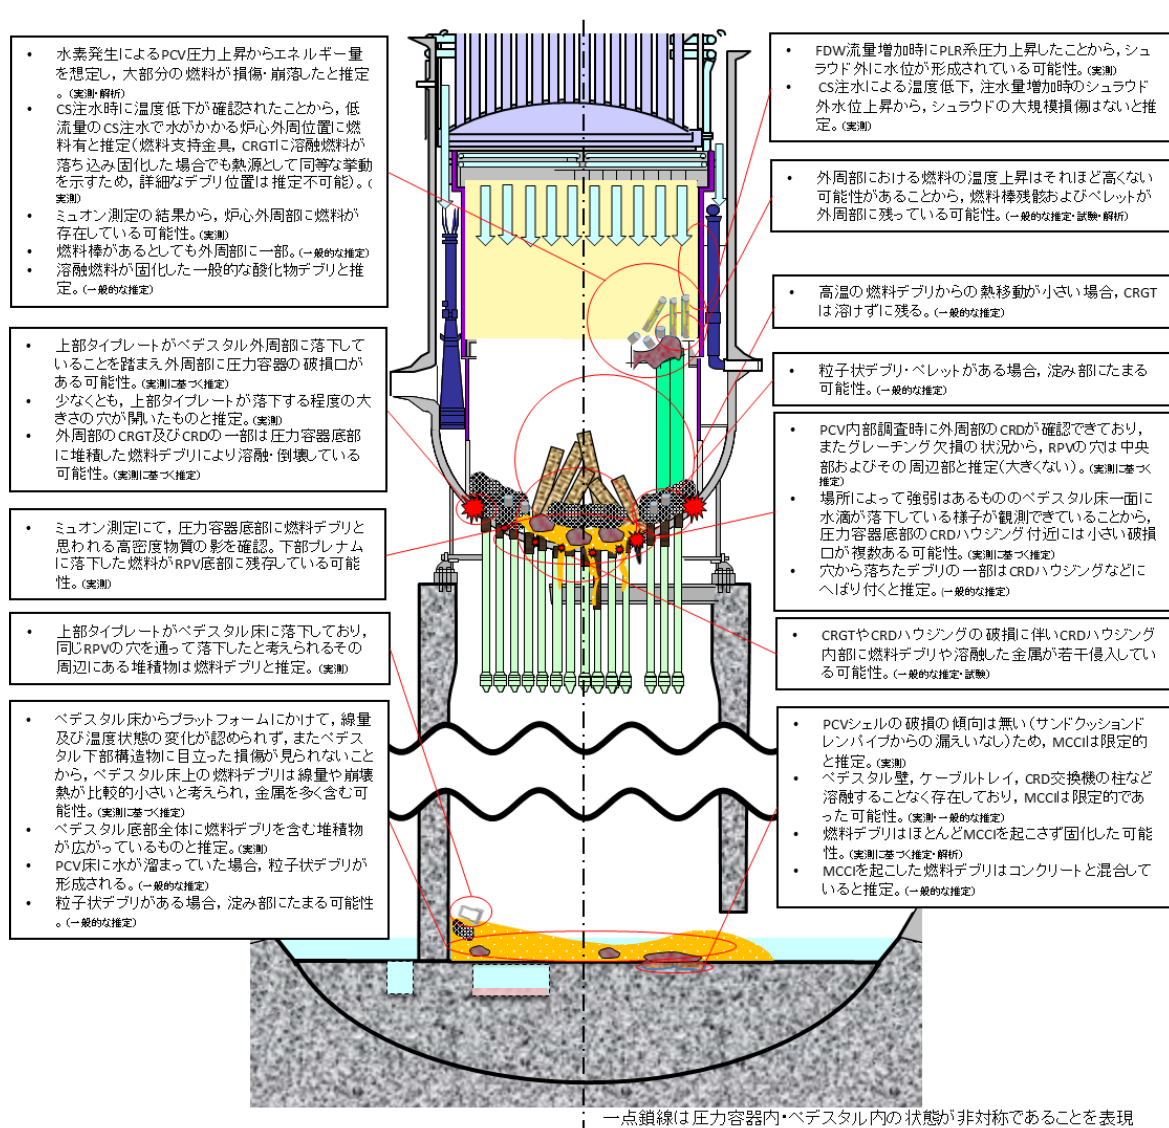 ・ 水素発生によるPCV圧力上昇からエネルギー量
を想定し，大部分の燃料が損傷・崩落したと推定
。(実測・解析)
・ CS注水時に温度低下が確認されたことから，低
流量のCS注水で水がかかる炉心外周位置に燃
料有と推定（燃料支持金具，CRGTに溶融燃料が
落ち込み固化した場合でも熱源として同等な挙動
を示すため，詳細なデブリ位置は推定不可能）。(
実測)
・ ミュオン測定の結果から，炉心外周部に燃料が
存在している可能性。(実測)
・ 燃料棒があるとしても外周部に一部。(一般的な推定)
・ 溶融燃料が固化した一般的な酸化物デブリと推
定。(一般的な推定)
・ 上部タイプレートがペデスタル外周部に落下して
いることを踏まえ外周部に圧力容器の破損口が
ある可能性。(実測に基づく推定)
・ 少なくとも，上部タイプレートが落下する程度の大
きさの穴が開いたものと推定。(実測)
・ 外周部のCRGT及びCRDの一部は圧力容器底部
に堆積した燃料デブリにより溶融・倒壊している
可能性。(実測に基づく推定)
・ ミュオン測定にて，圧力容器底部に燃料デブリと
思われる高密度物質の影を確認。下部プレナム
に落下した燃料がRPV底部に残存している可能
性。(実測)
・ 上部タイプレートがペデスタル床に落下しており，
同じRPVの穴を通って落下したと考えられるその
周辺にある堆積物は燃料デブリと推定。(実測)
・ ペデスタル床からプラットフォームにかけて，線量
及び温度状態の変化が認められず，またペデス
タル下部構造物に目立った損傷が見られないこと
から，ペデスタル床上の燃料デブリは線量や崩壊
熱が比較的小さいと考えられ，金属を多く含む可
能性。(実測に基づく推定)
・ ペデスタル底部全体に燃料デブリを含む堆積物
が広がっているものと推定。(実測)
・ PCV床に水が溜まっていた場合，粒子状デブリが
形成される。(一般的な推定)
・ 粒子状デブリがある場合，淀み部にたまる可能性
。(一般的な推定)
・ FDW流量増加時にPLR系圧力上昇したことから，シュ
ラウド外に水位が形成されている可能性。(実測)
・ CS注水による温度低下，注水量増加時のシュラウド
外水位上昇から，シュラウドの大規模損傷はないと推
定。(実測)
・ 外周部における燃料の温度上昇はそれほど高くない
可能性があることから，燃料棒残骸およびペレットが
外周部に残っている可能性。(一般的な推定・試験・解析)
・ 高温の燃料デブリからの熱移動が小さい場合，CRGT
は溶けずに残る。(一般的な推定)
・ 粒子状デブリ・ペレットがある場合，淀み部にたまる
可能性。(一般的な推定)
・ PCV内部調査時に外周部のCRDが確認できており，
またグレーチング欠損の状況から，RPVの穴は中央
部およびその周辺部と推定(大きくない)。(実測に基づく
推定)
・ 場所によって強弱はあるもののペデスタル床一面に
水滴が落下している様子が観測できていることから，
圧力容器底部のCRDハウジング付近には小さい破損
口が複数ある可能性。(実測に基づく推定)
・ 穴から落ちたデブリの一部はCRDハウジングなどに
へばり付くと推定。(一般的な推定)
・ CRGTやCRDハウジングの破損に伴いCRDハウジング
内部に燃料デブリや溶融した金属が若干侵入してい
る可能性。(一般的な推定・試験)
・ PCVシェルの破損の傾向は無い（サンドクッションド
レンパイプからの漏えいなし）ため，MCCIは限定的
と推定。(実測)
・ ペデスタル壁，ケーブルトレイ，CRD交換機の柱など
溶融することなく存在しており，MCCIは限定的であ
った可能性。(実測・一般的な推定)
・ 燃料デブリはほとんどMCCIを起こさず固化した可能
性。(実測に基づく推定・解析)
・ MCCIを起こした燃料デブリはコンクリートと混合して
いると推定。(一般的な推定)
一点鎖線は圧力容器内・ペデスタル内の状態が非対称であることを表現